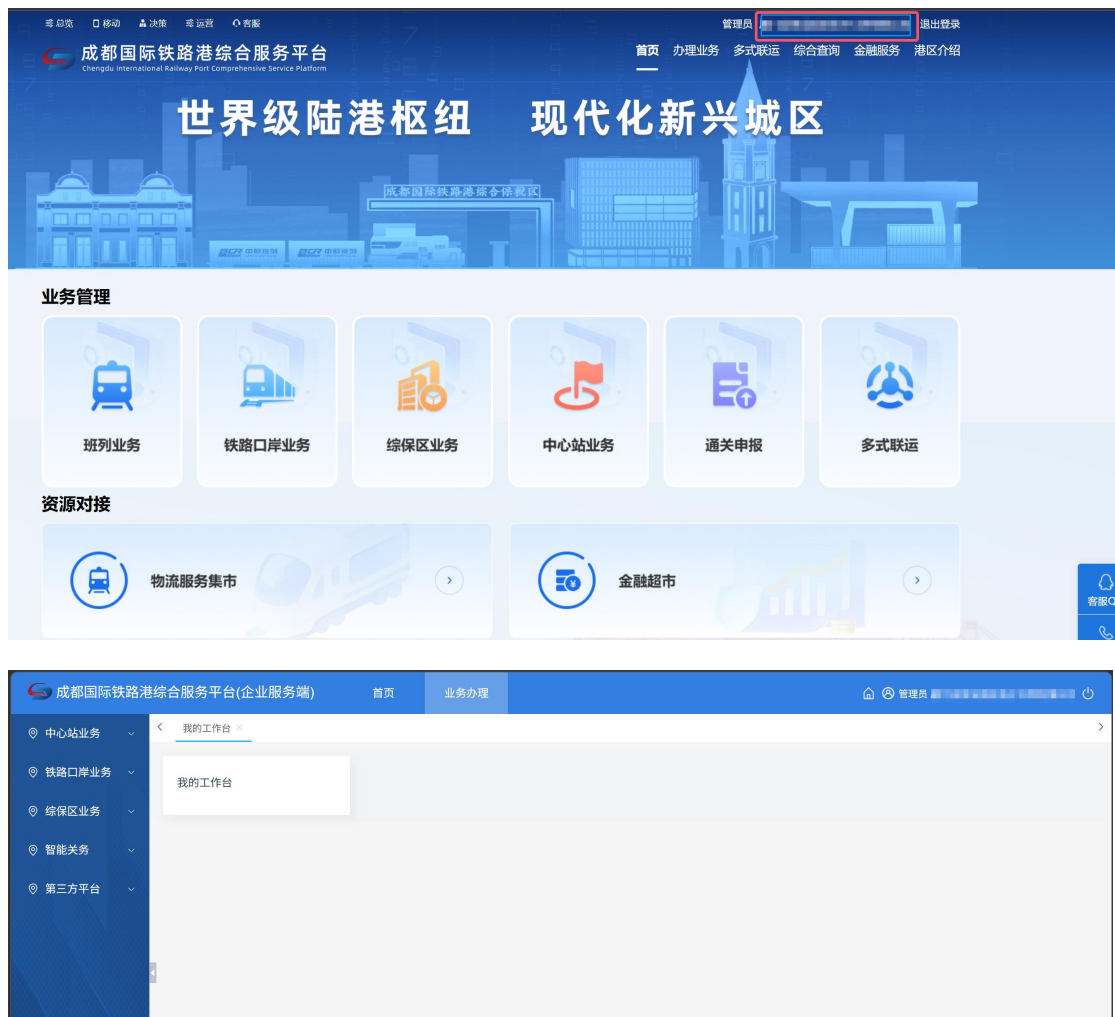 总览 移动 决策 运营 客服 管理员 退出登录
成都国际铁路港综合服务平台 首页 办理业务 多式联运 综合查询 金融服务 港区介绍
Chengdu International Railway Port Comprehensive Service Platform
世界级陆港枢纽 现代化新兴城区
成都国际铁路港综合保税区
业务管理
班列业务 铁路口岸业务 综保区业务 中心站业务 通关申报 多式联运
资源对接
物流服务集市 金融超市
客服Q
成都国际铁路港综合服务平台(企业服务端) 首页 业务办理 管理员
中心站业务 我的工作台
铁路口岸业务 我的工作台
综保区业务
智能关务
第三方平台